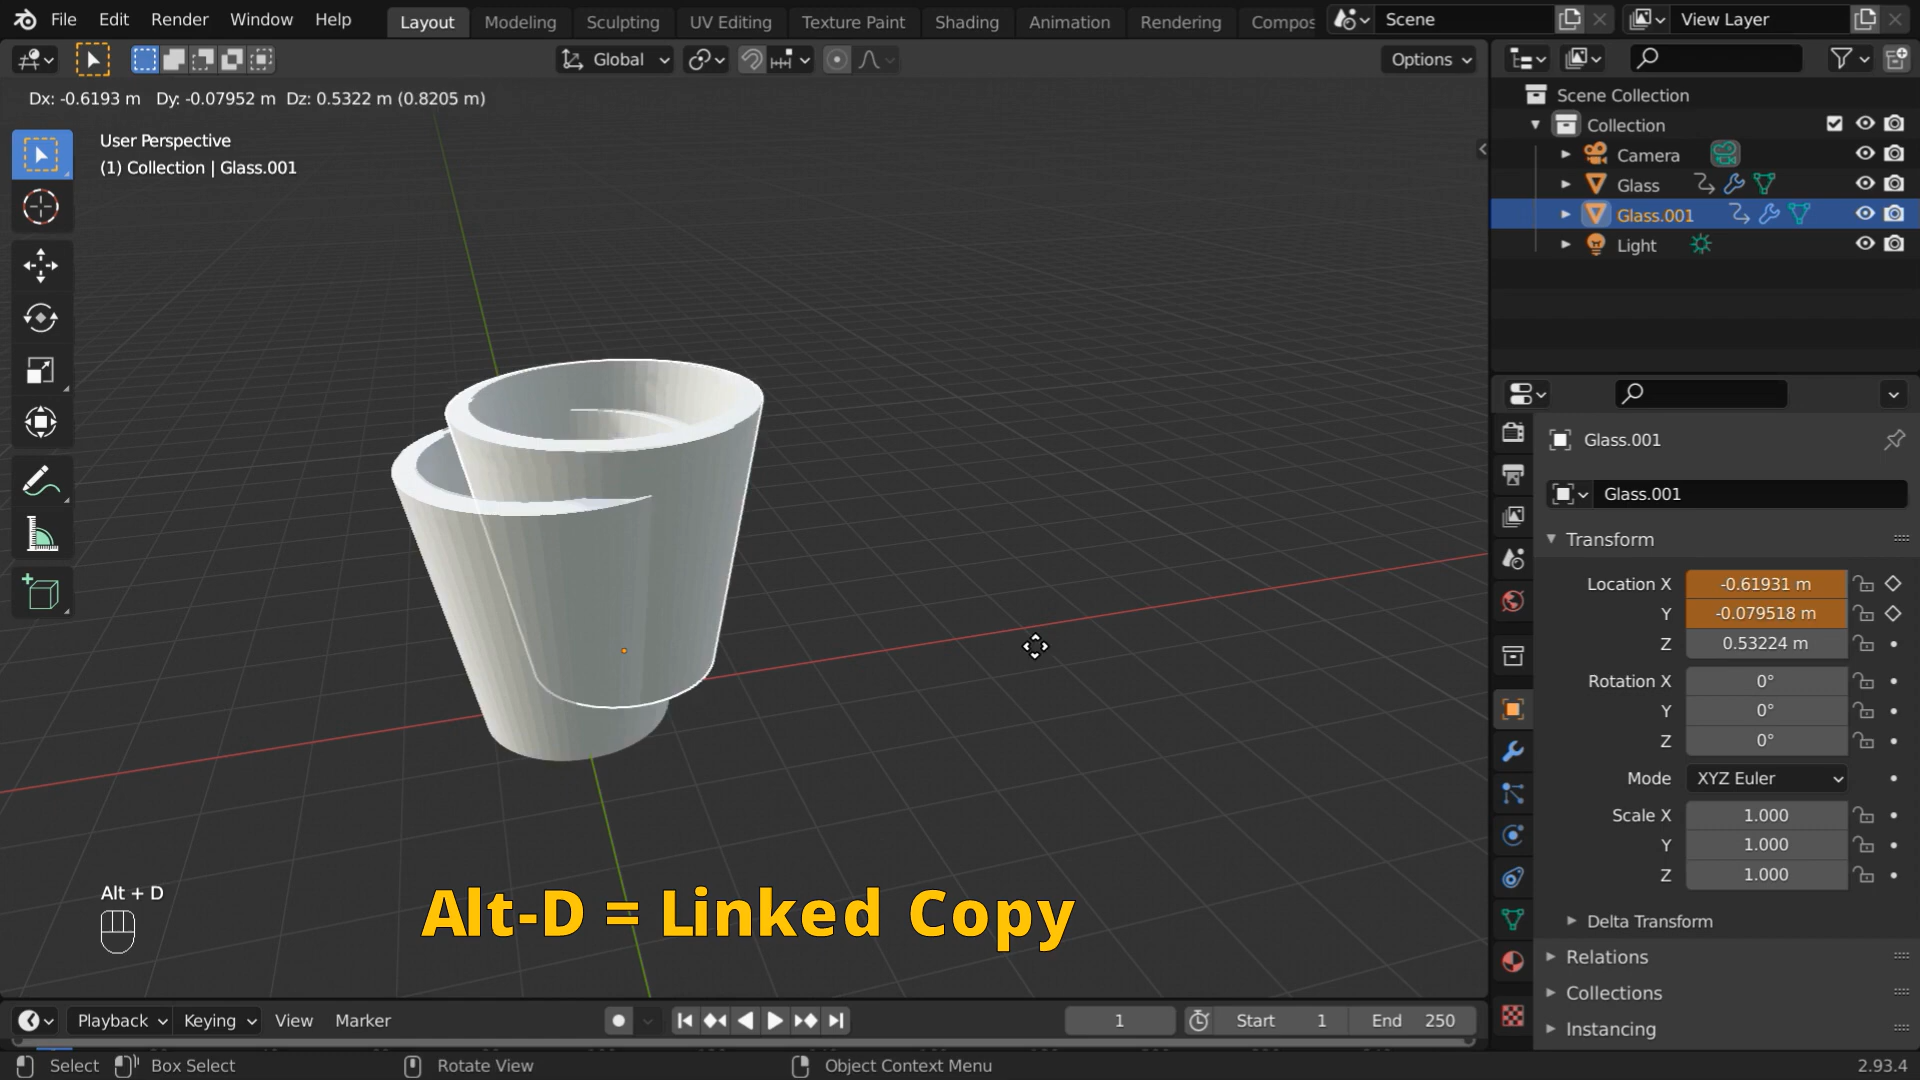 File Edit Render Window Help Layout Modeling Sculpting UV Editing Texture Paint Shading Animation Rendering Compos Scene View Layer
Global Options
Dx: -0.6193 m Dy: -0.07952 m Dz: 0.5322 m (0.8205 m)
User Perspective
(1) Collection | Glass.001
Scene Collection
Collection
Camera
Glass
Glass.001
Light
Glass.001
Glass.001
Transform
Location X -0.61931 m
Y -0.079518 m
Z 0.53224 m
Rotation X 0°
Y 0°
Z 0°
Mode XYZ Euler
Scale X 1.000
Y 1.000
Z 1.000
Delta Transform
Relations
Collections
Instancing
Alt + D
Alt-D = Linked Copy
Playback Keying View Marker 1 Start 1 End 250
Select Box Select Rotate View Object Context Menu 2.93.4